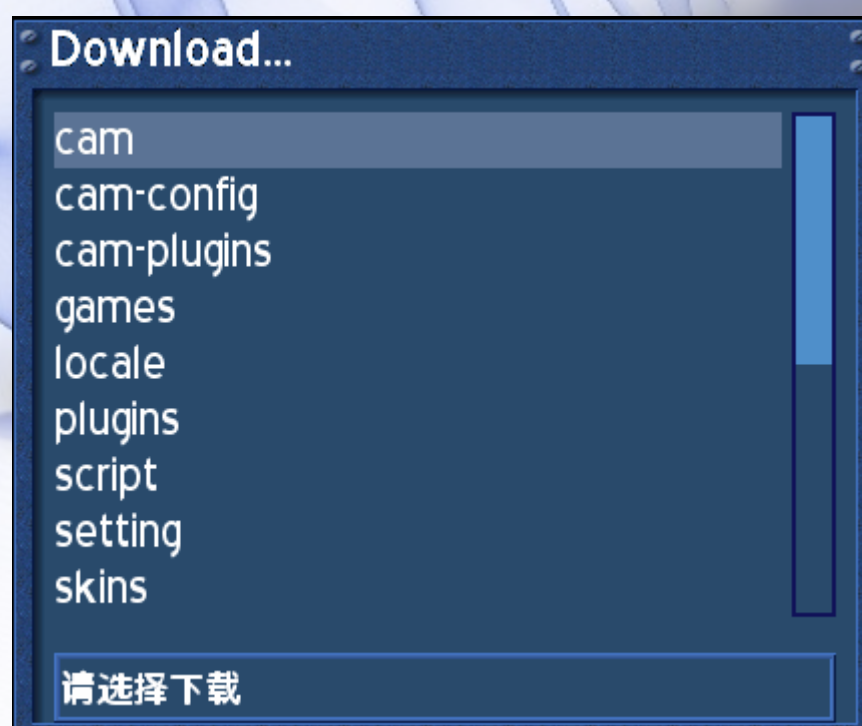 Download...
cam
cam-config
cam-plugins
games
locale
plugins
script
setting
skins
请选择下载